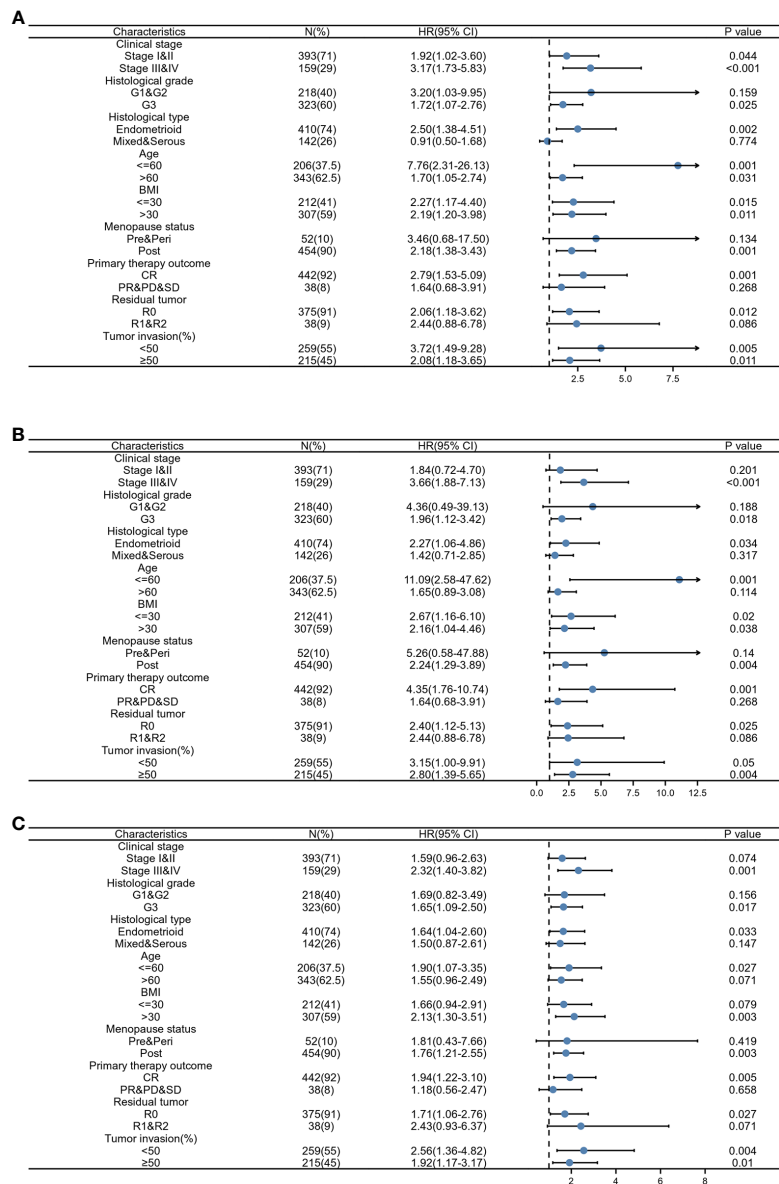 A
Characteristics N(%) HR(95% CI) P value
Clinical stage
Stage I&II 393(71) 1.92(1.02-3.60) 0.044
Stage III&IV 159(29) 3.17(1.73-5.83) <0.001
Histological grade
G1&G2 218(40) 3.20(1.03-9.95) 0.159
G3 323(60) 1.72(1.07-2.76) 0.025
Histological type
Endometrioid 410(74) 2.50(1.38-4.51) 0.002
Mixed&Serous 142(26) 0.91(0.50-1.68) 0.774
Age
<=60 206(37.5) 7.76(2.31-26.13) 0.001
>60 343(62.5) 1.70(1.05-2.74) 0.031
BMI
<=30 212(41) 2.27(1.17-4.40) 0.015
>30 307(59) 2.19(1.20-3.98) 0.011
Menopause status
Pre&Peri 52(10) 3.46(0.68-17.50) 0.134
Post 454(90) 2.18(1.38-3.43) 0.001
Primary therapy outcome
CR 442(92) 2.79(1.53-5.09) 0.001
PR&PD&SD 38(8) 1.64(0.68-3.91) 0.268
Residual tumor
R0 375(91) 2.06(1.18-3.62) 0.012
R1&R2 38(9) 2.44(0.88-6.78) 0.086
Tumor invasion(%)
<50 259(55) 3.72(1.49-9.28) 0.005
≥50 215(45) 2.08(1.18-3.65) 0.011
2.5 5.0 7.5
B
Characteristics N(%) HR(95% CI) P value
Clinical stage
Stage I&II 393(71) 1.84(0.72-4.70) 0.201
Stage III&IV 159(29) 3.66(1.88-7.13) <0.001
Histological grade
G1&G2 218(40) 4.36(0.49-39.13) 0.188
G3 323(60) 1.96(1.12-3.42) 0.018
Histological type
Endometrioid 410(74) 2.27(1.06-4.86) 0.034
Mixed&Serous 142(26) 1.42(0.71-2.85) 0.317
Age
<=60 206(37.5) 11.09(2.58-47.62) 0.001
>60 343(62.5) 1.65(0.89-3.08) 0.114
BMI
<=30 212(41) 2.67(1.16-6.10) 0.02
>30 307(59) 2.16(1.04-4.46) 0.038
Menopause status
Pre&Peri 52(10) 5.26(0.58-47.88) 0.14
Post 454(90) 2.24(1.29-3.89) 0.004
Primary therapy outcome
CR 442(92) 4.35(1.76-10.74) 0.001
PR&PD&SD 38(8) 1.64(0.68-3.91) 0.268
Residual tumor
R0 375(91) 2.40(1.12-5.13) 0.025
R1&R2 38(9) 2.44(0.88-6.78) 0.086
Tumor invasion(%)
<50 259(55) 3.15(1.00-9.91) 0.05
≥50 215(45) 2.80(1.39-5.65) 0.004
0.0 2.5 5.0 7.5 10.0 12.5
C
Characteristics N(%) HR(95% CI) P value
Clinical stage
Stage I&II 393(71) 1.59(0.96-2.63) 0.074
Stage III&IV 159(29) 2.32(1.40-3.82) 0.001
Histological grade
G1&G2 218(40) 1.69(0.82-3.49) 0.156
G3 323(60) 1.65(1.09-2.50) 0.017
Histological type
Endometrioid 410(74) 1.64(1.04-2.60) 0.033
Mixed&Serous 142(26) 1.50(0.87-2.61) 0.147
Age
<=60 206(37.5) 1.90(1.07-3.35) 0.027
>60 343(62.5) 1.55(0.96-2.49) 0.071
BMI
<=30 212(41) 1.66(0.94-2.91) 0.079
>30 307(59) 2.13(1.30-3.51) 0.003
Menopause status
Pre&Peri 52(10) 1.81(0.43-7.66) 0.419
Post 454(90) 1.76(1.21-2.55) 0.003
Primary therapy outcome
CR 442(92) 1.94(1.22-3.10) 0.005
PR&PD&SD 38(8) 1.18(0.56-2.47) 0.658
Residual tumor
R0 375(91) 1.71(1.06-2.76) 0.027
R1&R2 38(9) 2.43(0.93-6.37) 0.071
Tumor invasion(%)
<50 259(55) 2.56(1.36-4.82) 0.004
≥50 215(45) 1.92(1.17-3.17) 0.01
2 4 6 8